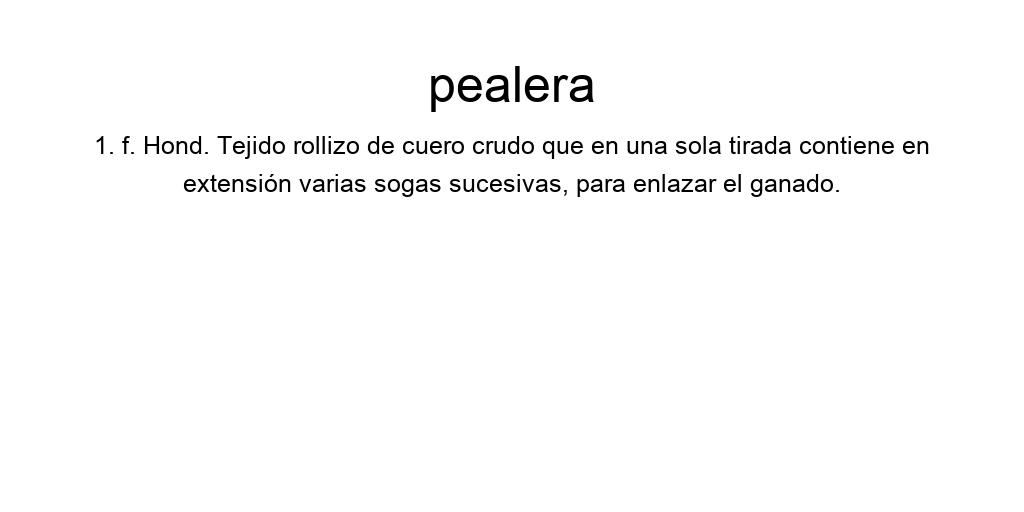 pealera
1. f. Hond. Tejido rollizo de cuero crudo que en una sola tirada contiene en
extensión varias sogas sucesivas, para enlazar el ganado.